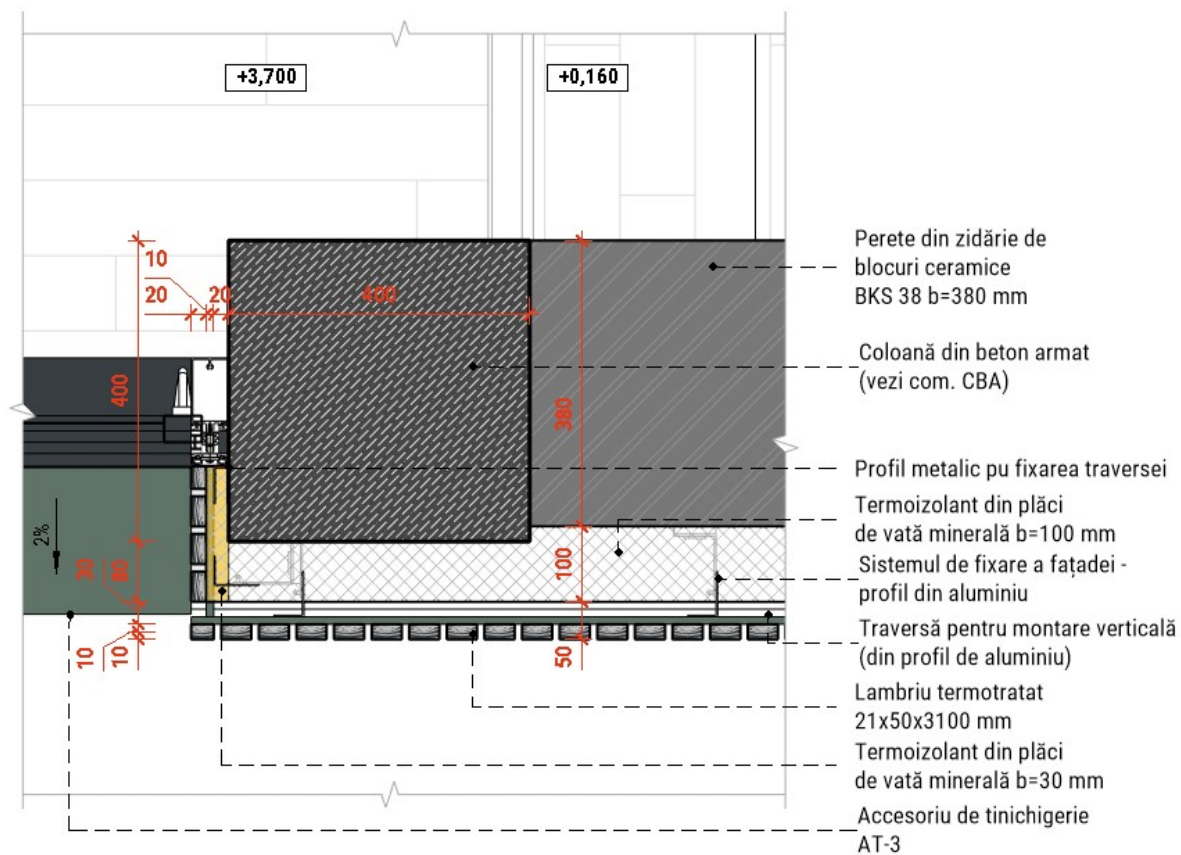 +3,700
+0,160
10
20
20
400
400
380
2%
30
80
100
10
10
50
Perete din zidărie de
blocuri ceramice
BKS 38 b=380 mm
Coloană din beton armat
(vezi com. CBA)
Profil metalic pu fixarea traversei
Termoizolant din plăci
de vată minerală b=100 mm
Sistemul de fixare a fațadei -
profil din aluminiu
Traversă pentru montare verticală
(din profil de aluminiu)
Lambriu termotratat
21x50x3100 mm
Termoizolant din plăci
de vată minerală b=30 mm
Accesoriu de tinichigerie
AT-3